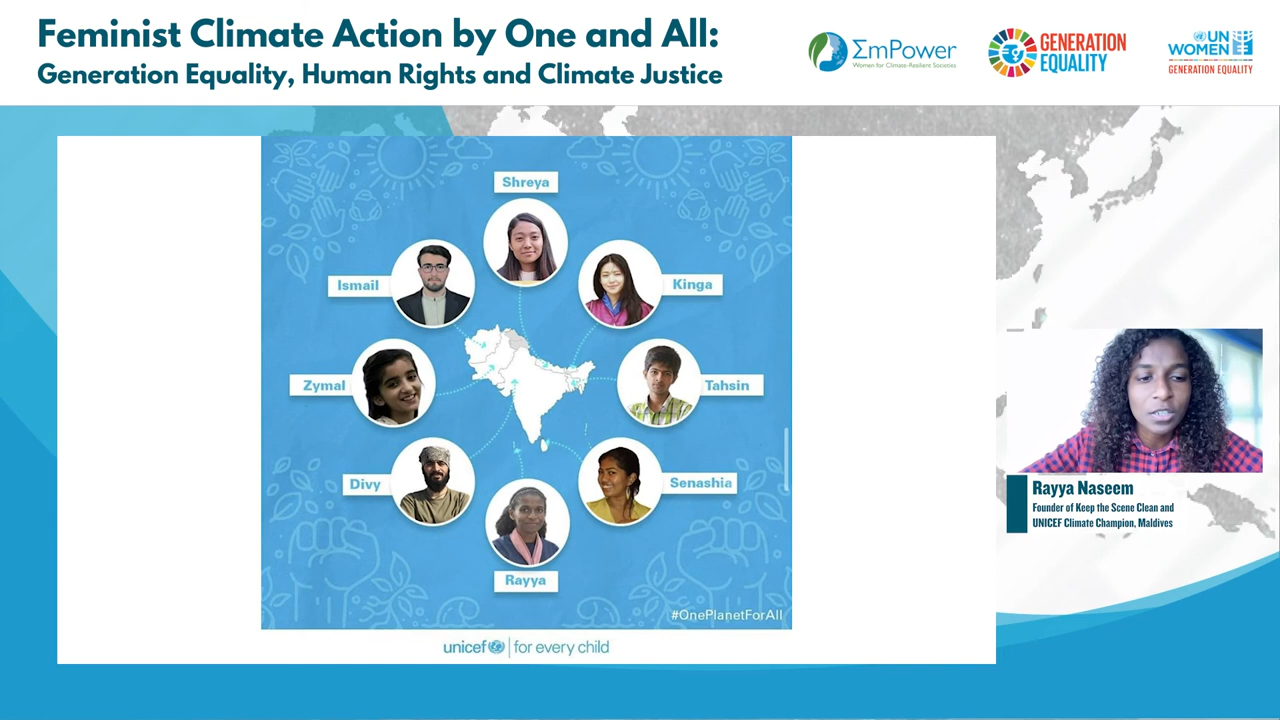 Feminist Climate Action by One and All:
Generation Equality, Human Rights and Climate Justice
ΣmPower
Women for Climate-Resilient Societies
GENERATION
EQUALITY
UN
WOMEN
GENERATION EQUALITY
Shreya
Ismail
Kinga
Zymal
Tahsin
Divy
Senashia
Rayya
#OnePlanetForAll
unicef for every child
Rayya Naseem
Founder of Keep the Scene Clean and
UNICEF Climate Champion, Maldives